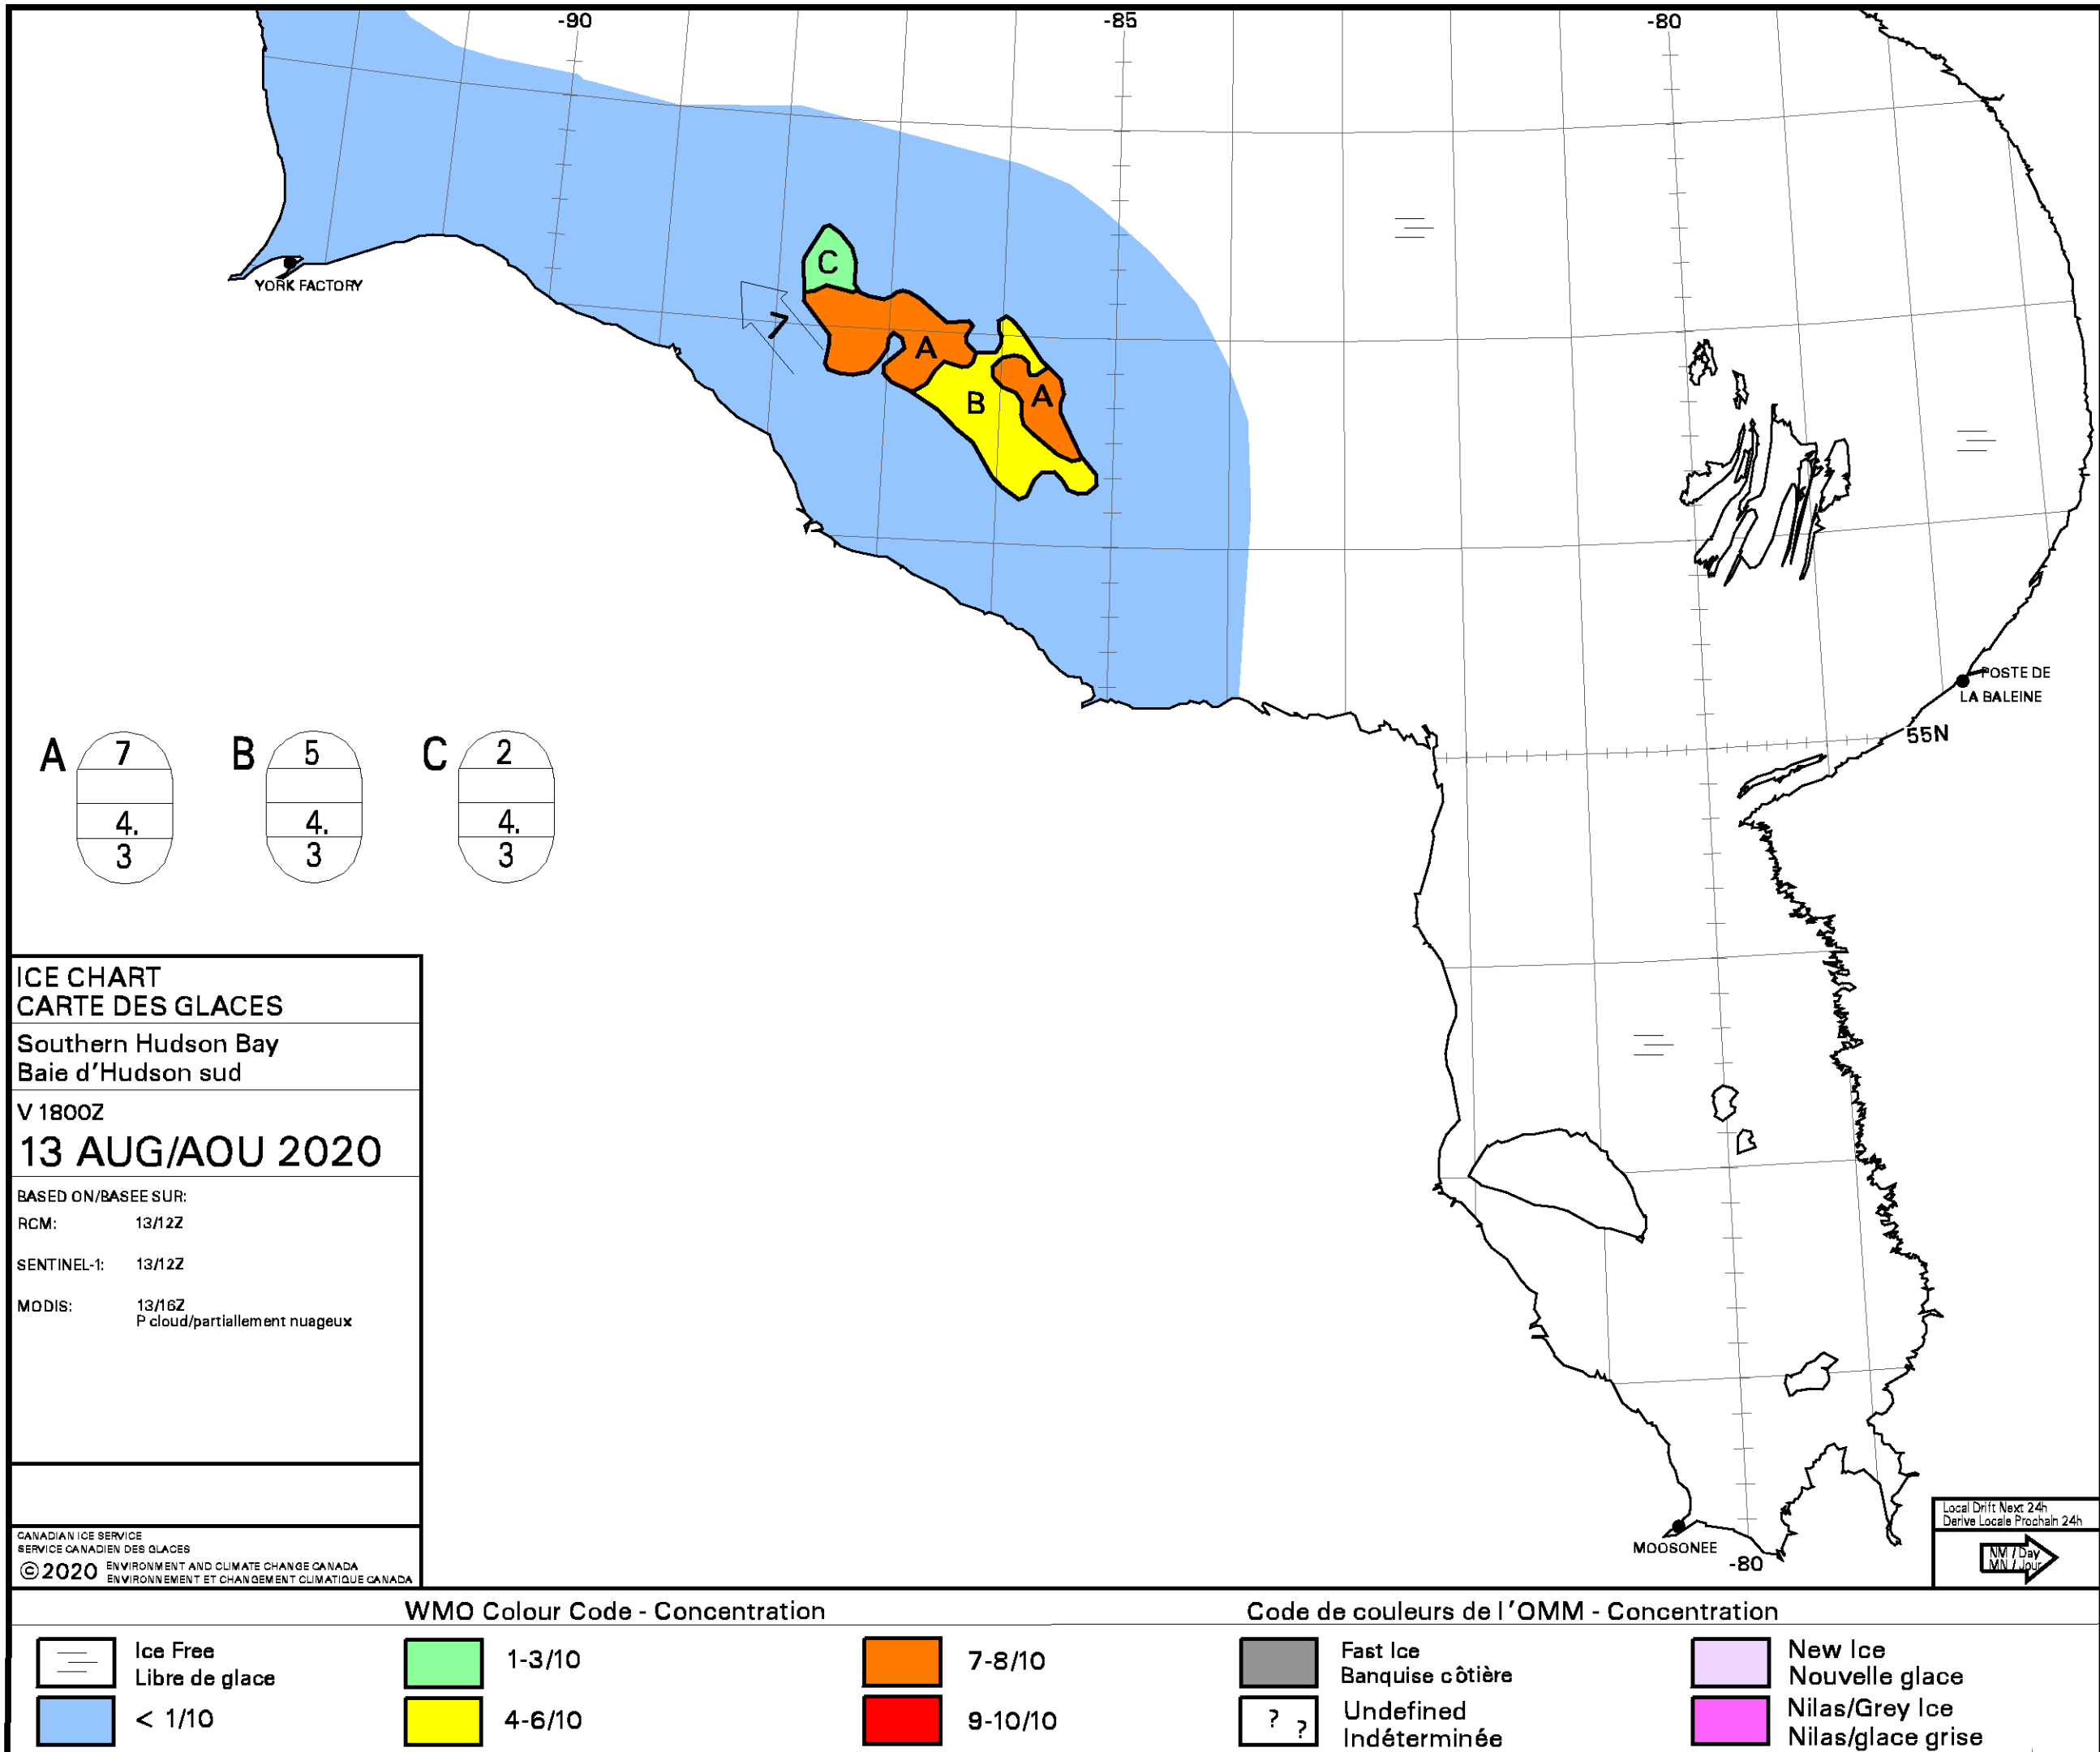 -90
-85
-80
C
7
A
A
B
YORK FACTORY
POSTE DE
LA BALEINE
55N
A
7
4.
3
B
5
4.
3
C
2
4.
3
ICE CHART
CARTE DES GLACES
Southern Hudson Bay
Baie d'Hudson sud
V 1800Z
13 AUG/AOU 2020
BASED ON/BASEE SUR:
RCM: 13/12Z
SENTINEL-1: 13/12Z
MODIS: 13/16Z
P cloud/partiallement nuageux
CANADIAN ICE SERVICE
SERVICE CANADIEN DES GLACES
©2020 ENVIRONMENT AND CLIMATE CHANGE CANADA
ENVIRONNEMENT ET CHANGEMENT CLIMATIQUE CANADA
MOOSONEE
-80
Local Drift Next 24h
Derive Locale Prochain 24h
NM / Day
MN / Jour
WMO Colour Code - Concentration
Code de couleurs de l'OMM - Concentration
Ice Free
Libre de glace
< 1/10
1-3/10
4-6/10
7-8/10
9-10/10
Fast Ice
Banquise côtière
? ?
Undefined
Indéterminée
New Ice
Nouvelle glace
Nilas/Grey Ice
Nilas/glace grise